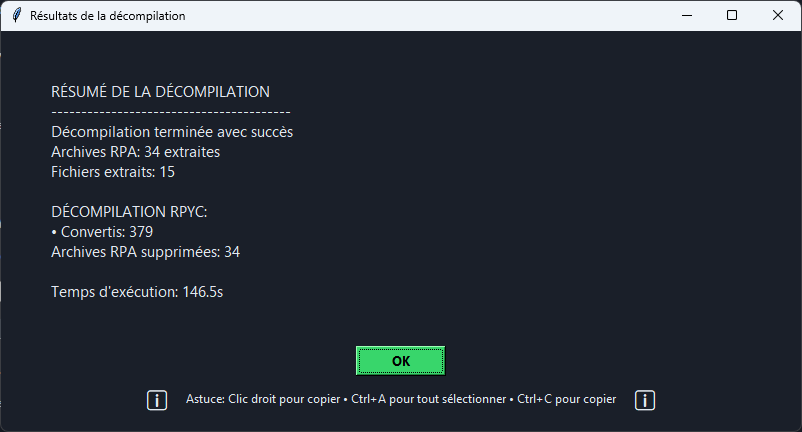 Résultats de la décompilation
RÉSUMÉ DE LA DÉCOMPILATION
----------------------------------------
Décompilation terminée avec succès
Archives RPA: 34 extraites
Fichiers extraits: 15
DÉCOMPILATION RPYC:
• Convertis: 379
Archives RPA supprimées: 34
Temps d'exécution: 146.5s
OK
Astuce: Clic droit pour copier • Ctrl+A pour tout sélectionner • Ctrl+C pour copier